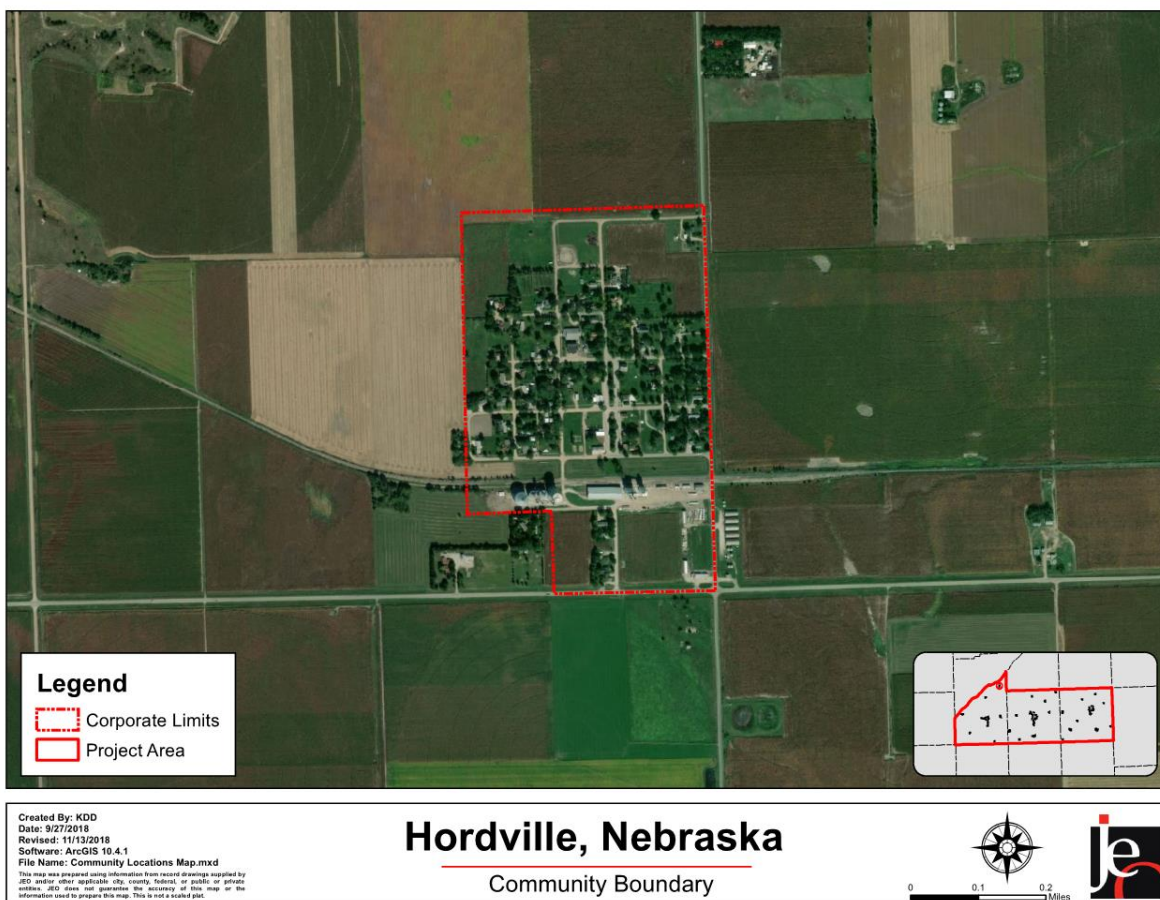 Legend
Corporate Limits
Project Area
Created By: KDD
Date: 9/27/2018
Revised: 11/13/2018
Software: ArcGIS 10.4.1
File Name: Community Locations Map.mxd
This map was prepared using information from record drawings supplied by
JEO and/or other applicable city, county, federal, or public or private
entities. JEO does not guarantee the accuracy of this map or the
information used to prepare this map. This is not a scaled plat.
Hordville, Nebraska
Community Boundary
0 0.1 0.2
Miles
jeo